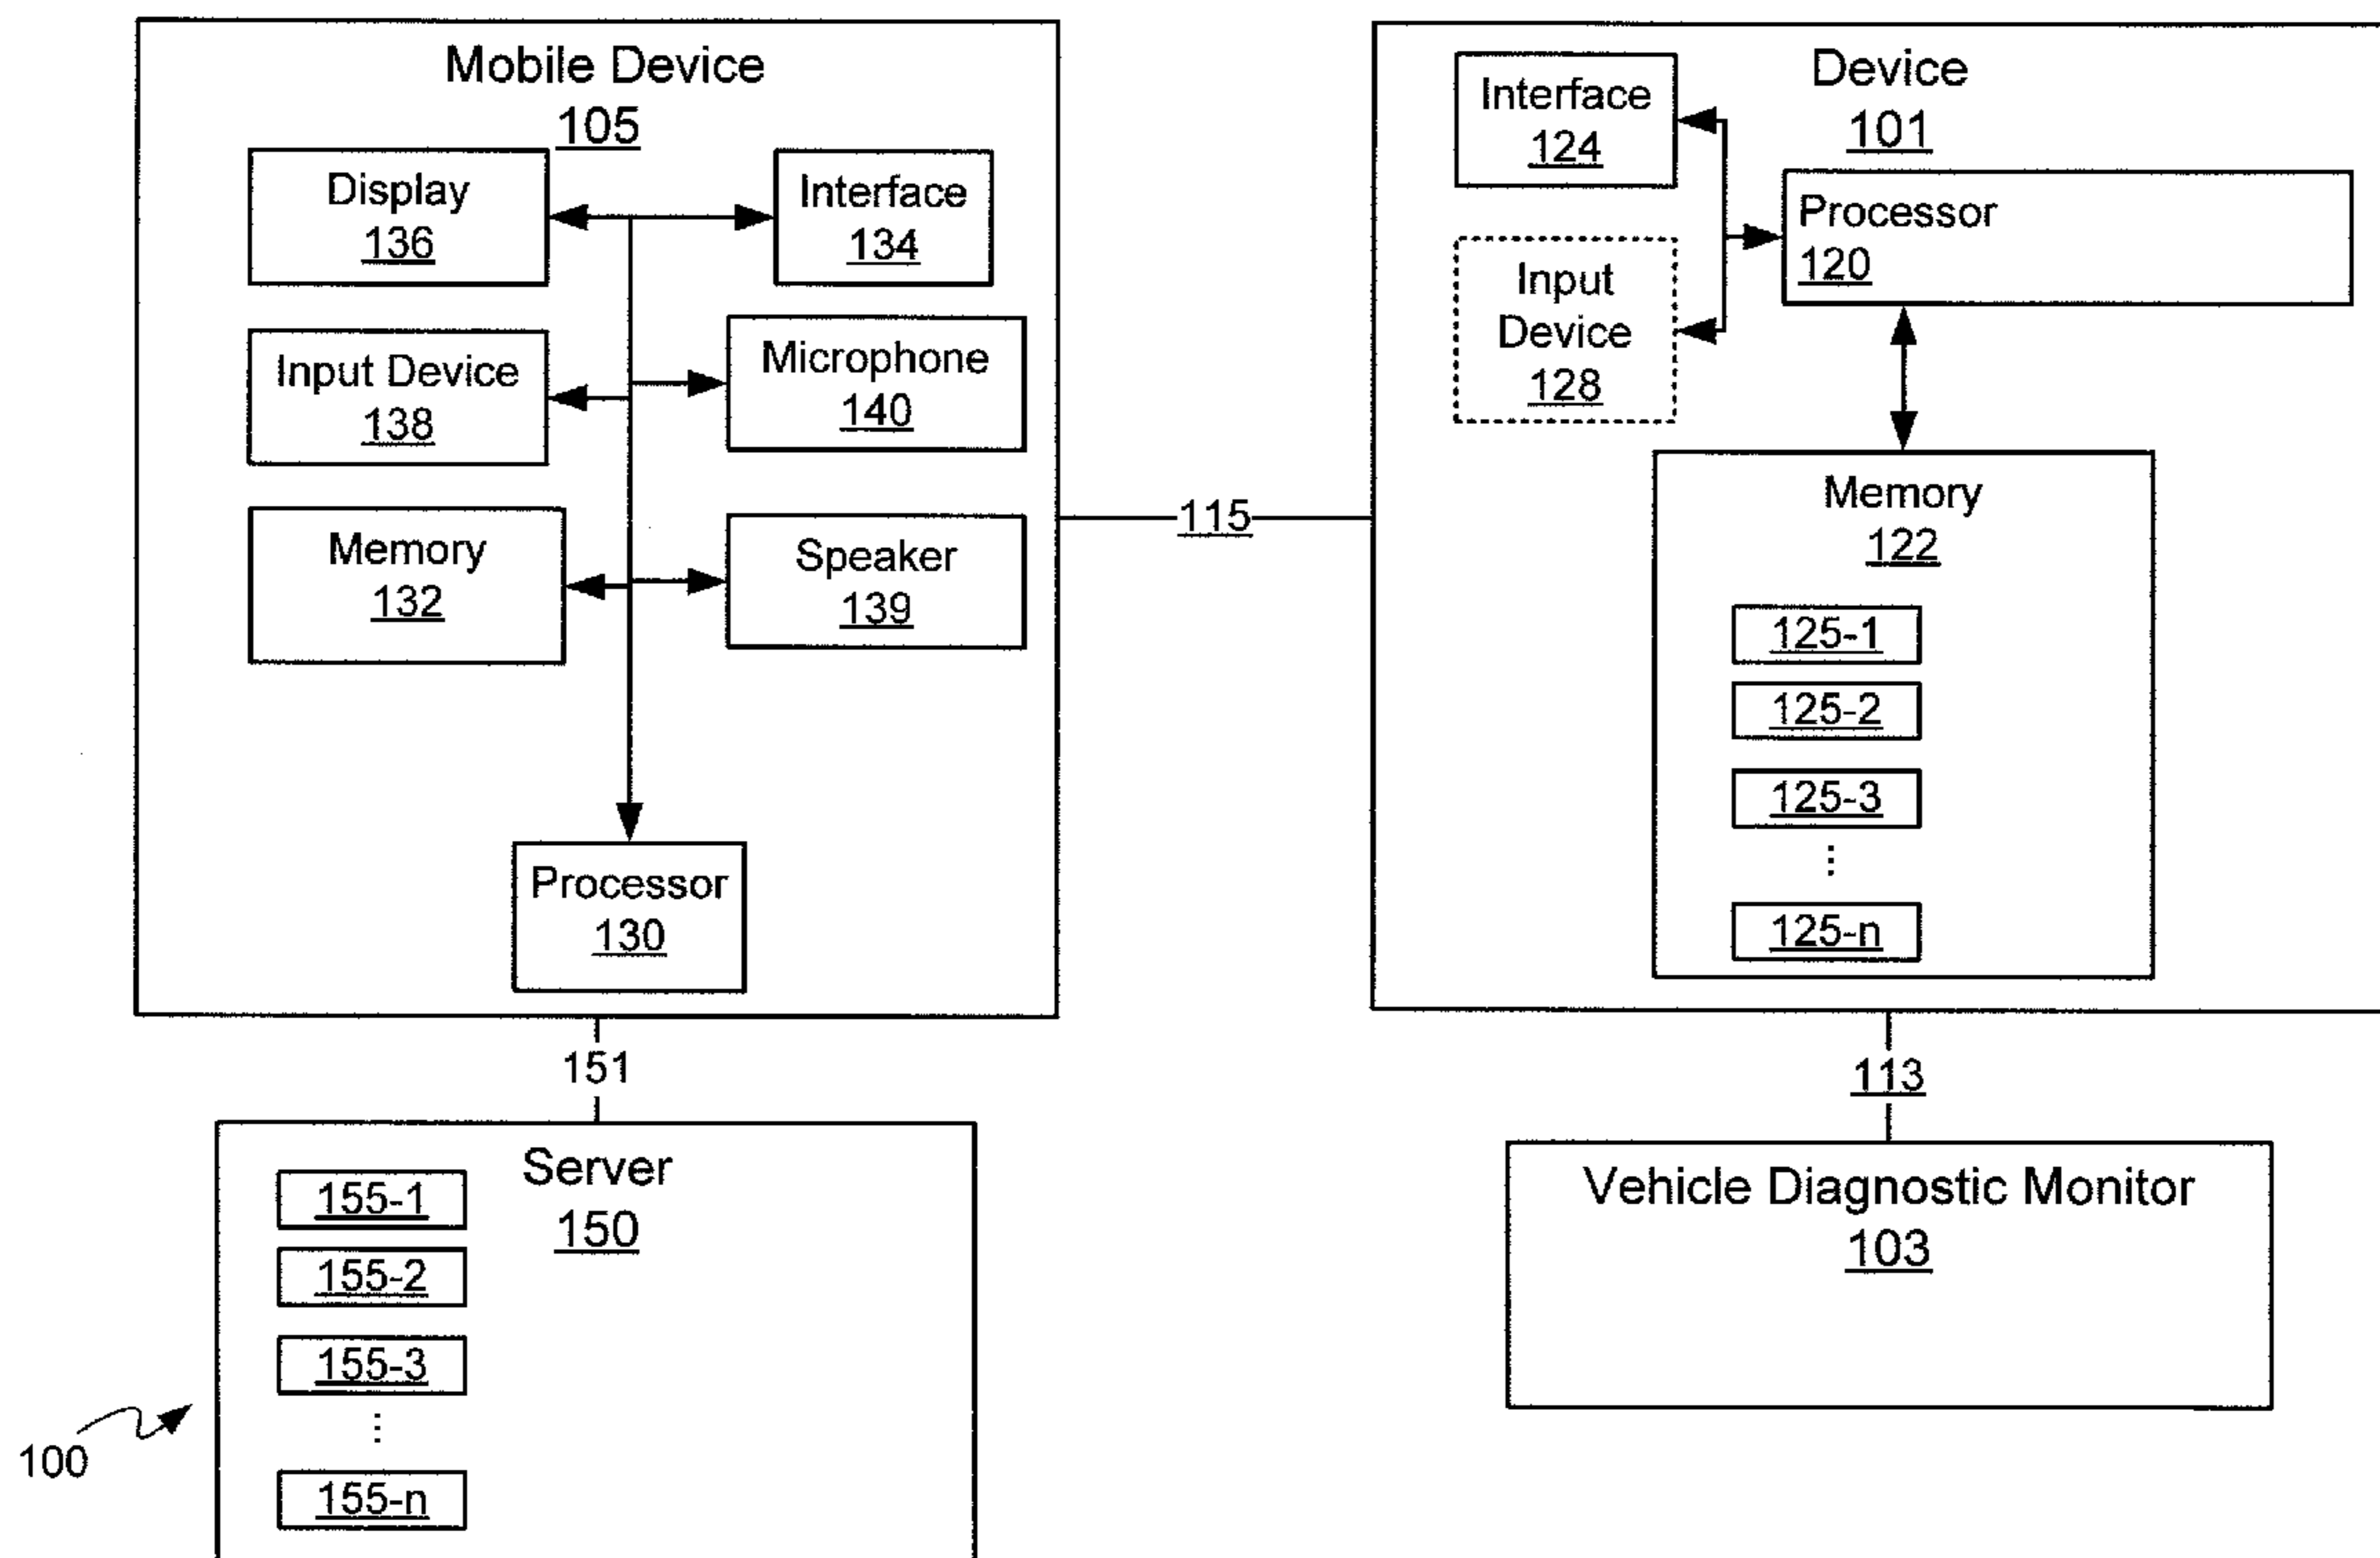 Mobile Device
105
Display
136
Interface
134
Input Device
138
Microphone
140
Memory
132
Speaker
139
Processor
130
115
Device
101
Interface
124
Processor
120
Input
Device
128
Memory
122
125-1
125-2
125-3
⋮
125-n
151
113
Server
150
155-1
155-2
155-3
⋮
155-n
Vehicle Diagnostic Monitor
103
100